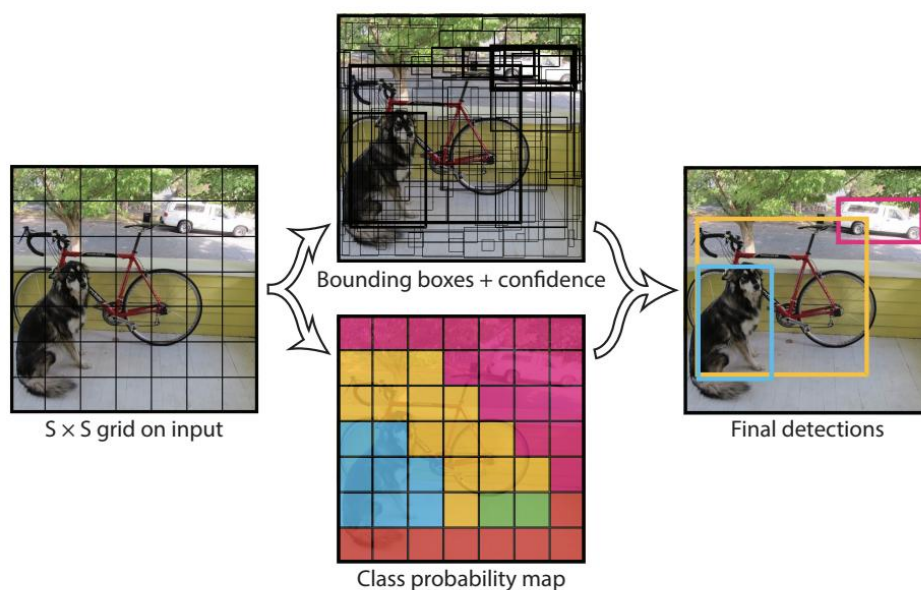 S × S grid on input
Bounding boxes + confidence
Class probability map
Final detections